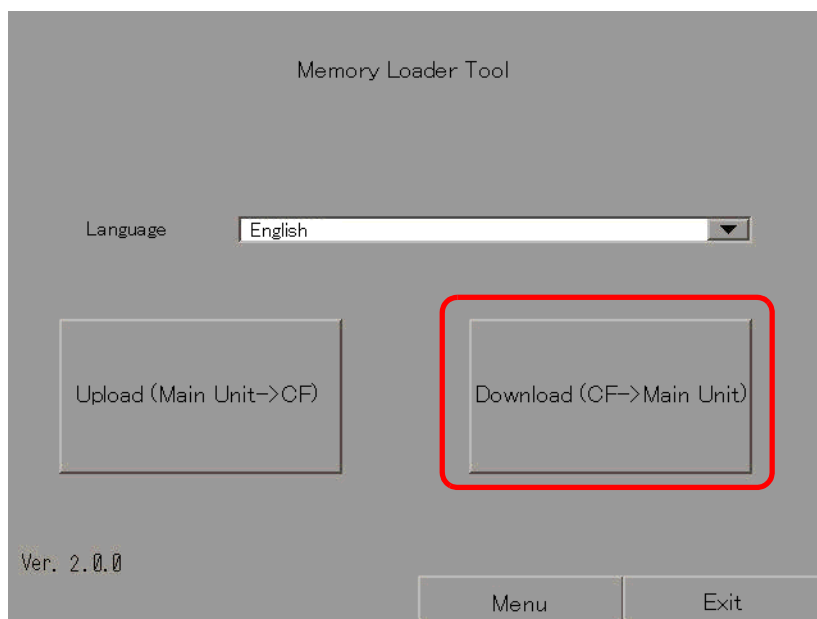 Memory Loader Tool
Language English
Upload (Main Unit->CF) Download (CF->Main Unit)
Ver. 2.0.0
Menu Exit